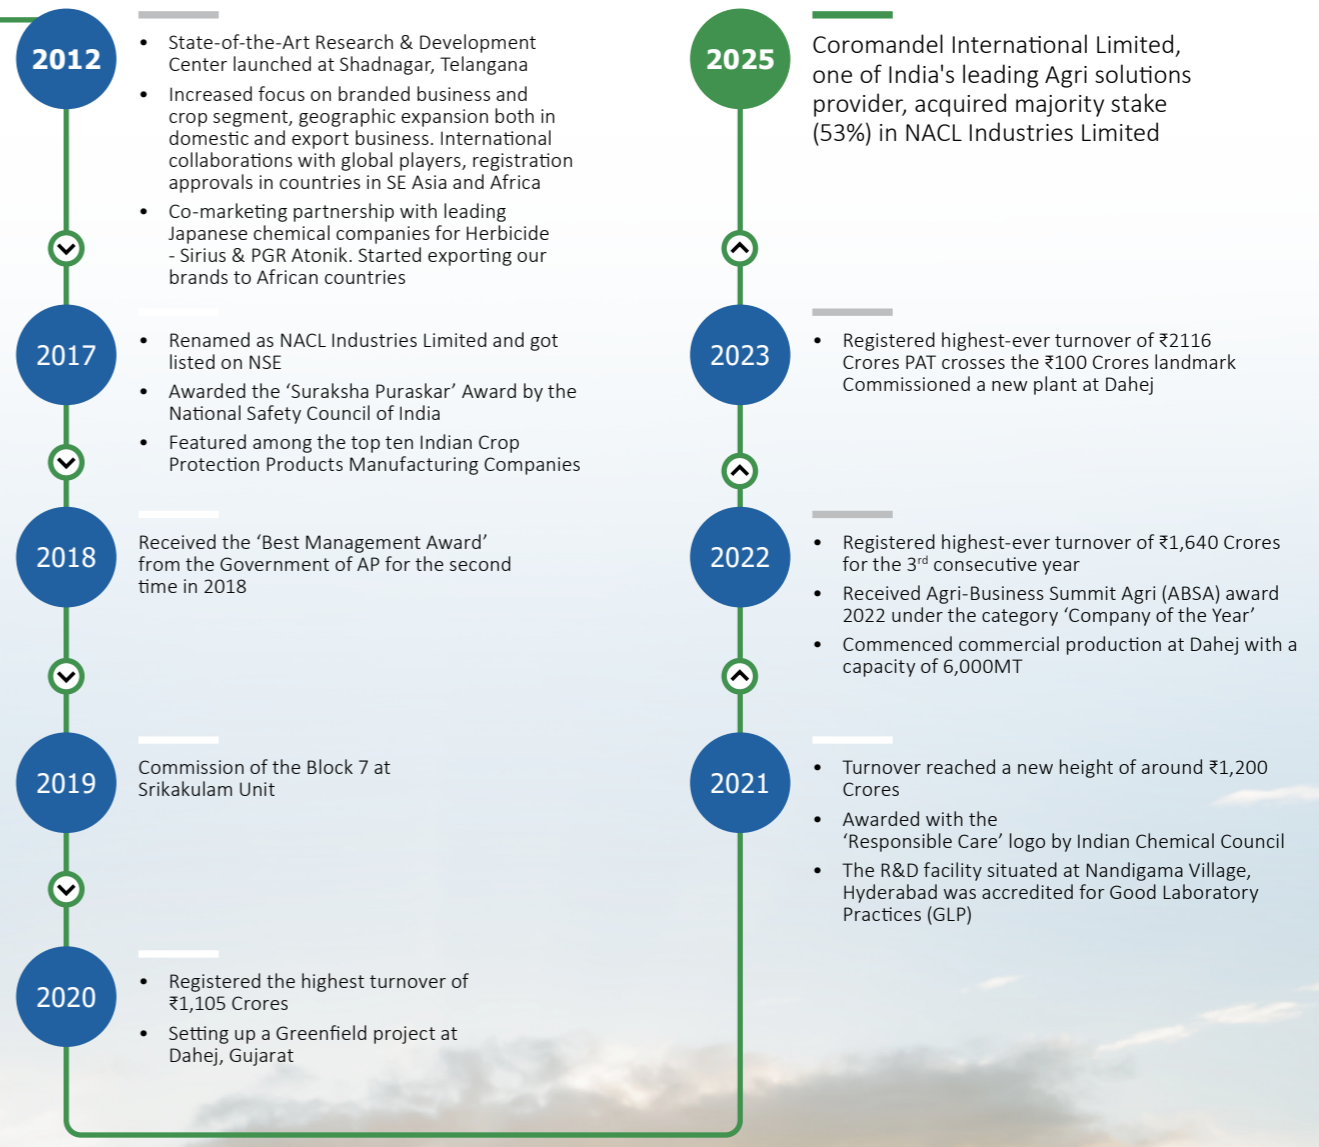 2012
• State-of-the-Art Research & Development
Center launched at Shadnagar, Telangana
• Increased focus on branded business and
crop segment, geographic expansion both in
domestic and export business. International
collaborations with global players, registration
approvals in countries in SE Asia and Africa
• Co-marketing partnership with leading
Japanese chemical companies for Herbicide
- Sirius & PGR Atonik. Started exporting our
brands to African countries
2017
• Renamed as NACL Industries Limited and got
listed on NSE
• Awarded the ‘Suraksha Puraskar’ Award by the
National Safety Council of India
• Featured among the top ten Indian Crop
Protection Products Manufacturing Companies
2018
Received the ‘Best Management Award’
from the Government of AP for the second
time in 2018
2019
Commission of the Block 7 at
Srikakulam Unit
2020
• Registered the highest turnover of
₹1,105 Crores
• Setting up a Greenfield project at
Dahej, Gujarat
2021
• Turnover reached a new height of around ₹1,200
Crores
• Awarded with the
‘Responsible Care’ logo by Indian Chemical Council
• The R&D facility situated at Nandigama Village,
Hyderabad was accredited for Good Laboratory
Practices (GLP)
2022
• Registered highest-ever turnover of ₹1,640 Crores
for the 3rd consecutive year
• Received Agri-Business Summit Agri (ABSA) award
2022 under the category ‘Company of the Year’
• Commenced commercial production at Dahej with a
capacity of 6,000MT
2023
• Registered highest-ever turnover of ₹2116
Crores PAT crosses the ₹100 Crores landmark
Commissioned a new plant at Dahej
2025
Coromandel International Limited,
one of India's leading Agri solutions
provider, acquired majority stake
(53%) in NACL Industries Limited